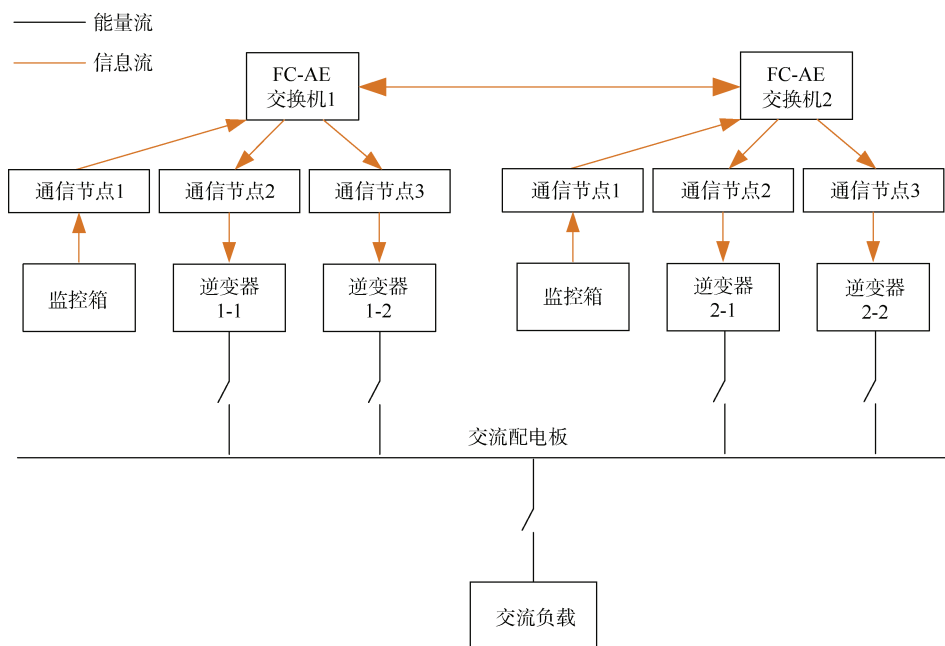 能量流
信息流
FC-AE
交换机1
FC-AE
交换机2
通信节点1
通信节点2
通信节点3
通信节点1
通信节点2
通信节点3
监控箱
逆变器
1-1
逆变器
1-2
监控箱
逆变器
2-1
逆变器
2-2
交流配电板
交流负载